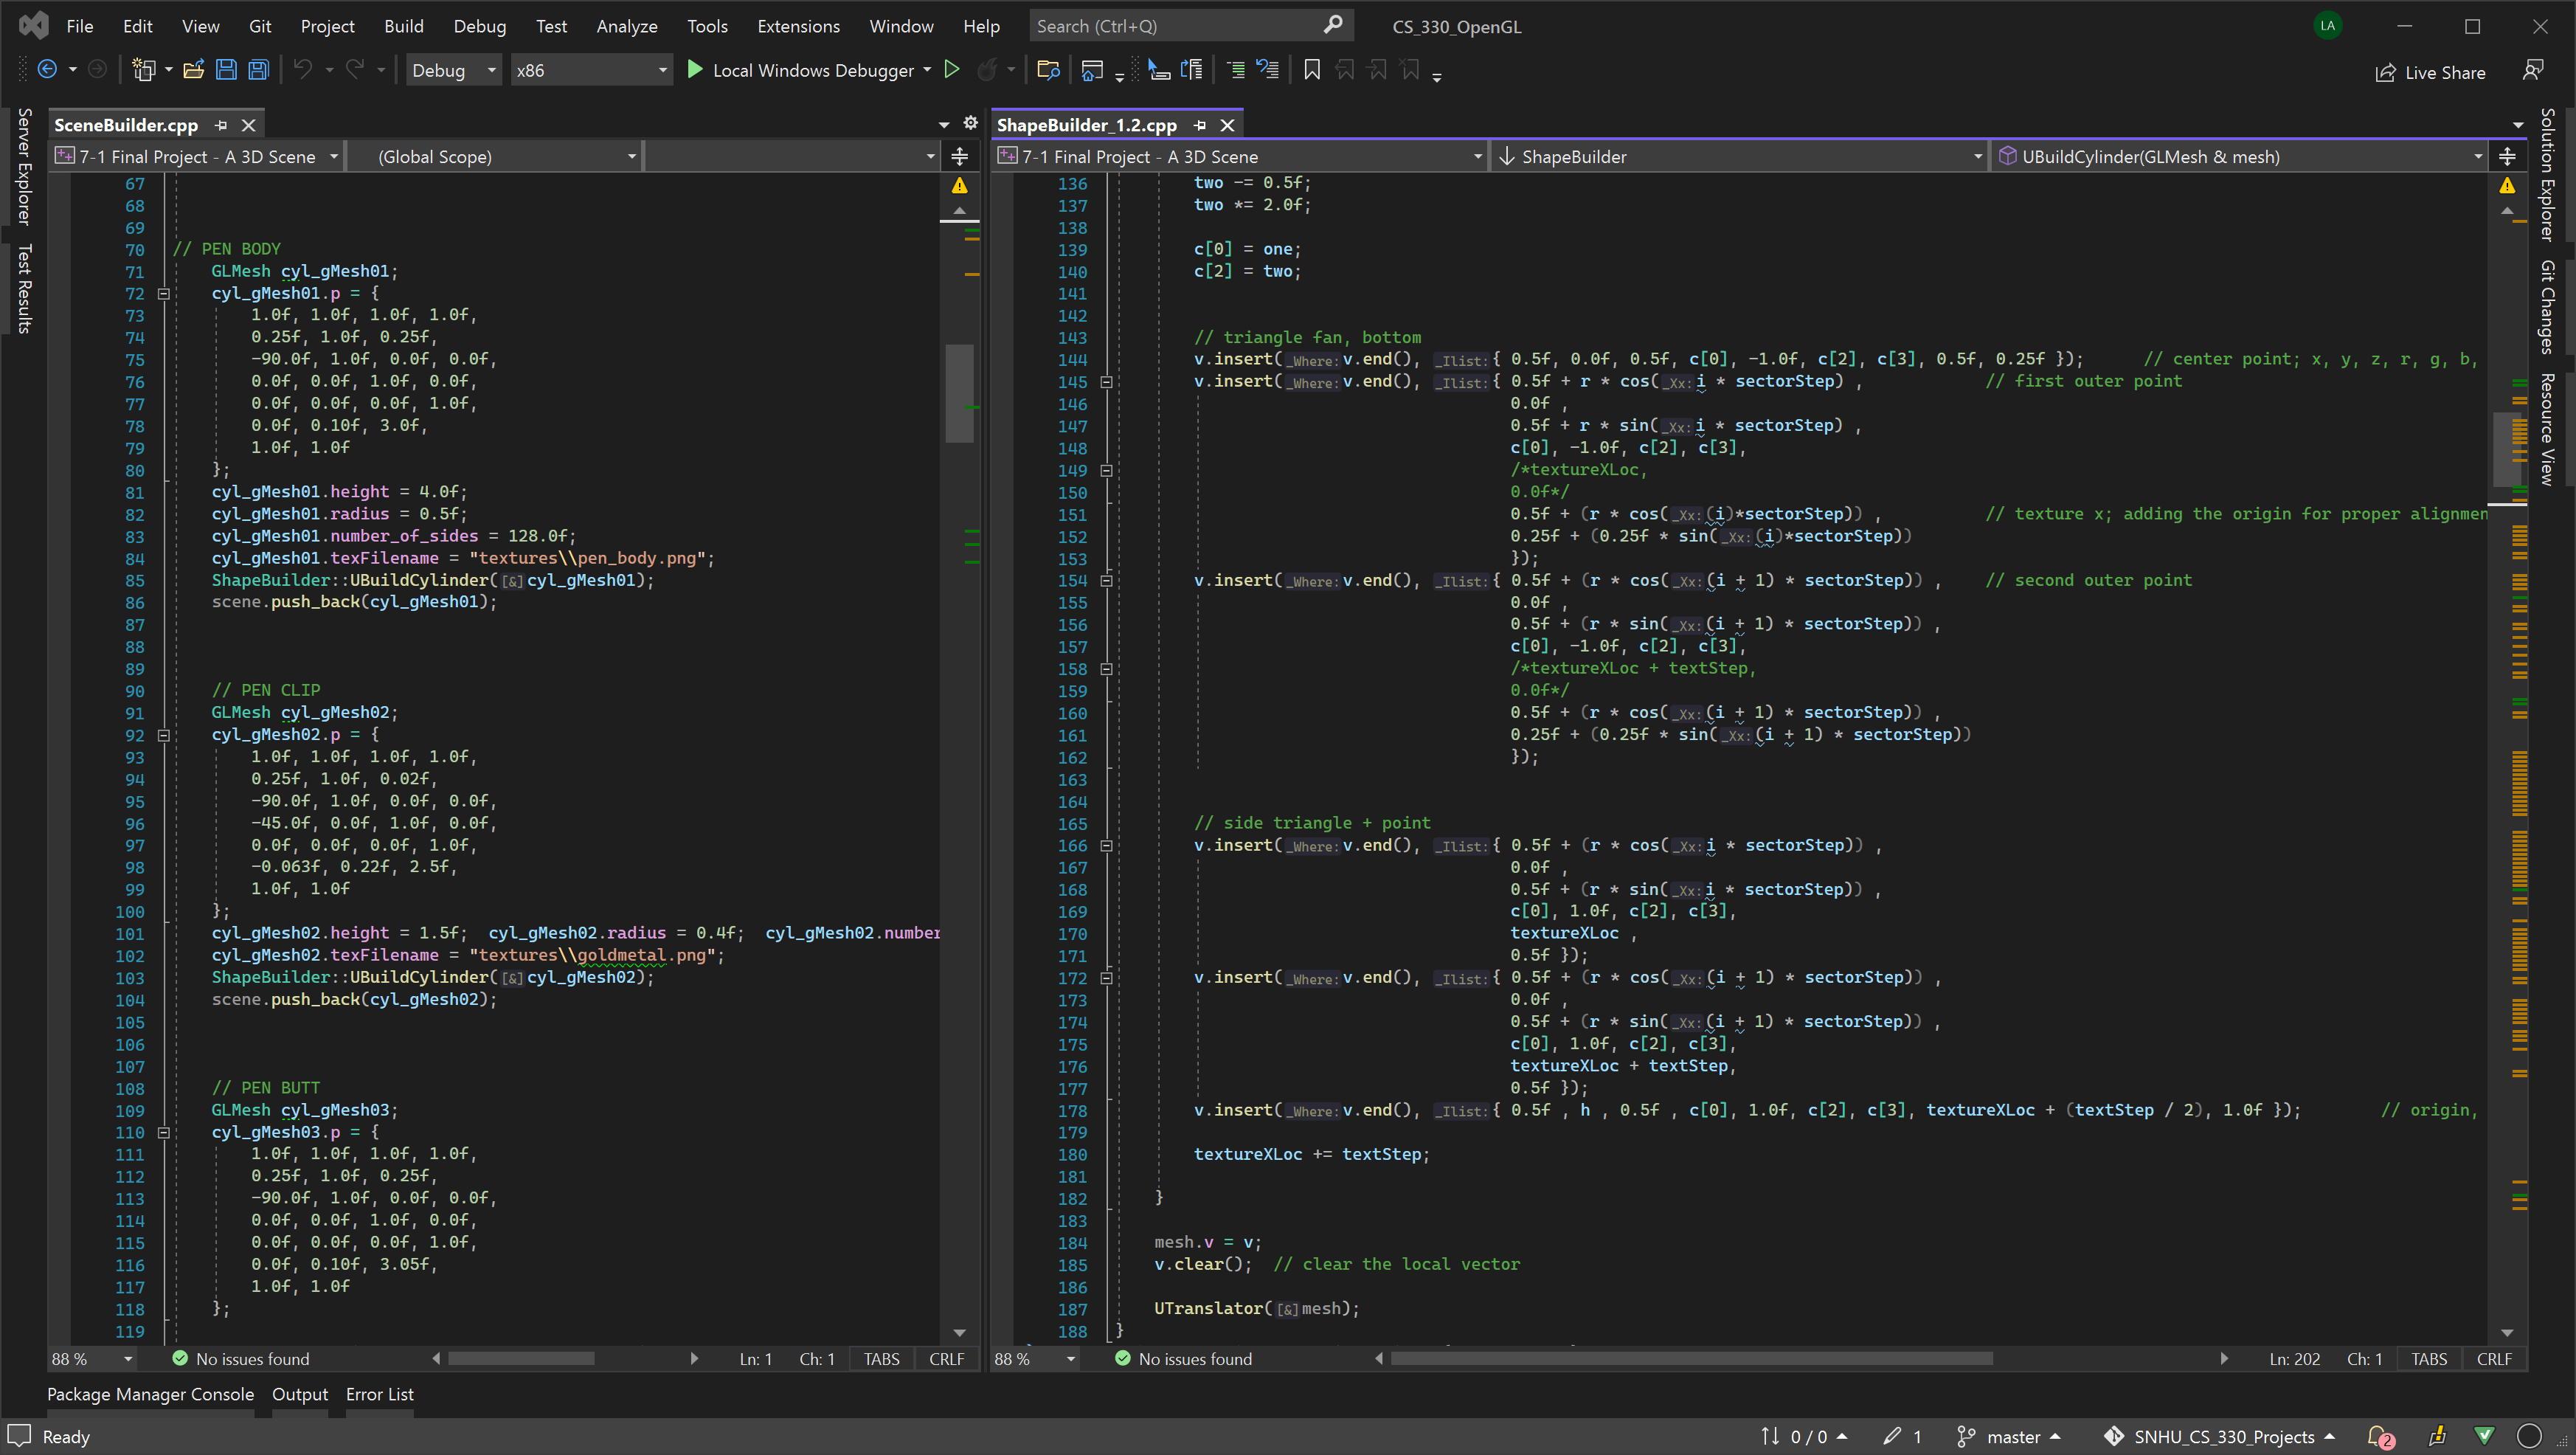 File Edit View Git Project Build Debug Test Analyze Tools Extensions Window Help Search (Ctrl+Q) CS_330_OpenGL LA
Debug x86 Local Windows Debugger Live Share
Server Explorer
Test Results
SceneBuilder.cpp
7-1 Final Project - A 3D Scene (Global Scope)
67
68
69
70 // PEN BODY
71 GLMesh cyl_gMesh01;
72 cyl_gMesh01.p = {
73 1.0f, 1.0f, 1.0f, 1.0f,
74 0.25f, 1.0f, 0.25f,
75 -90.0f, 1.0f, 0.0f, 0.0f,
76 0.0f, 0.0f, 1.0f, 0.0f,
77 0.0f, 0.0f, 0.0f, 1.0f,
78 0.0f, 0.10f, 3.0f,
79 1.0f, 1.0f
80 };
81 cyl_gMesh01.height = 4.0f;
82 cyl_gMesh01.radius = 0.5f;
83 cyl_gMesh01.number_of_sides = 128.0f;
84 cyl_gMesh01.texFilename = "textures\\pen_body.png";
85 ShapeBuilder::UBuildCylinder([&]cyl_gMesh01);
86 scene.push_back(cyl_gMesh01);
87
88
89
90 // PEN CLIP
91 GLMesh cyl_gMesh02;
92 cyl_gMesh02.p = {
93 1.0f, 1.0f, 1.0f, 1.0f,
94 0.25f, 1.0f, 0.02f,
95 -90.0f, 1.0f, 0.0f, 0.0f,
96 -45.0f, 0.0f, 1.0f, 0.0f,
97 0.0f, 0.0f, 0.0f, 1.0f,
98 -0.063f, 0.22f, 2.5f,
99 1.0f, 1.0f
100 };
101 cyl_gMesh02.height = 1.5f; cyl_gMesh02.radius = 0.4f; cyl_gMesh02.number
102 cyl_gMesh02.texFilename = "textures\\goldmetal.png";
103 ShapeBuilder::UBuildCylinder([&]cyl_gMesh02);
104 scene.push_back(cyl_gMesh02);
105
106
107
108 // PEN BUTT
109 GLMesh cyl_gMesh03;
110 cyl_gMesh03.p = {
111 1.0f, 1.0f, 1.0f, 1.0f,
112 0.25f, 1.0f, 0.25f,
113 -90.0f, 1.0f, 0.0f, 0.0f,
114 0.0f, 0.0f, 1.0f, 0.0f,
115 0.0f, 0.0f, 0.0f, 1.0f,
116 0.0f, 0.10f, 3.05f,
117 1.0f, 1.0f
118 };
119
88 % No issues found Ln: 1 Ch: 1 TABS CRLF
ShapeBuilder_1.2.cpp
7-1 Final Project - A 3D Scene ShapeBuilder UBuildCylinder(GLMesh & mesh)
136 two -= 0.5f;
137 two *= 2.0f;
138
139 c[0] = one;
140 c[2] = two;
141
142
143 // triangle fan, bottom
144 v.insert(_Where:v.end(), _Ilist:{ 0.5f, 0.0f, 0.5f, c[0], -1.0f, c[2], c[3], 0.5f, 0.25f }); // center point; x, y, z, r, g, b,
145 v.insert(_Where:v.end(), _Ilist:{ 0.5f + r * cos(_Xx:i * sectorStep) , // first outer point
146 0.0f ,
147 0.5f + r * sin(_Xx:i * sectorStep) ,
148 c[0], -1.0f, c[2], c[3],
149 /*textureXLoc,
150 0.0f*/
151 0.5f + (r * cos(_Xx:(i)*sectorStep)) , // texture x; adding the origin for proper alignmen
152 0.25f + (0.25f * sin(_Xx:(i)*sectorStep))
153 });
154 v.insert(_Where:v.end(), _Ilist:{ 0.5f + (r * cos(_Xx:(i + 1) * sectorStep)) , // second outer point
155 0.0f ,
156 0.5f + (r * sin(_Xx:(i + 1) * sectorStep)) ,
157 c[0], -1.0f, c[2], c[3],
158 /*textureXLoc + textStep,
159 0.0f*/
160 0.5f + (r * cos(_Xx:(i + 1) * sectorStep)) ,
161 0.25f + (0.25f * sin(_Xx:(i + 1) * sectorStep))
162 });
163
164
165 // side triangle + point
166 v.insert(_Where:v.end(), _Ilist:{ 0.5f + (r * cos(_Xx:i * sectorStep)) ,
167 0.0f ,
168 0.5f + (r * sin(_Xx:i * sectorStep)) ,
169 c[0], 1.0f, c[2], c[3],
170 textureXLoc ,
171 0.5f });
172 v.insert(_Where:v.end(), _Ilist:{ 0.5f + (r * cos(_Xx:(i + 1) * sectorStep)) ,
173 0.0f ,
174 0.5f + (r * sin(_Xx:(i + 1) * sectorStep)) ,
175 c[0], 1.0f, c[2], c[3],
176 textureXLoc + textStep,
177 0.5f });
178 v.insert(_Where:v.end(), _Ilist:{ 0.5f , h , 0.5f , c[0], 1.0f, c[2], c[3], textureXLoc + (textStep / 2), 1.0f }); // origin,
179
180 textureXLoc += textStep;
181
182 }
183
184 mesh.v = v;
185 v.clear(); // clear the local vector
186
187 UTranslator([&]mesh);
188 }
88 % No issues found Ln: 202 Ch: 1 TABS CRLF
Solution Explorer
Git Changes
Resource View
Package Manager Console Output Error List
Ready 0 / 0 1 master SNHU_CS_330_Projects 2